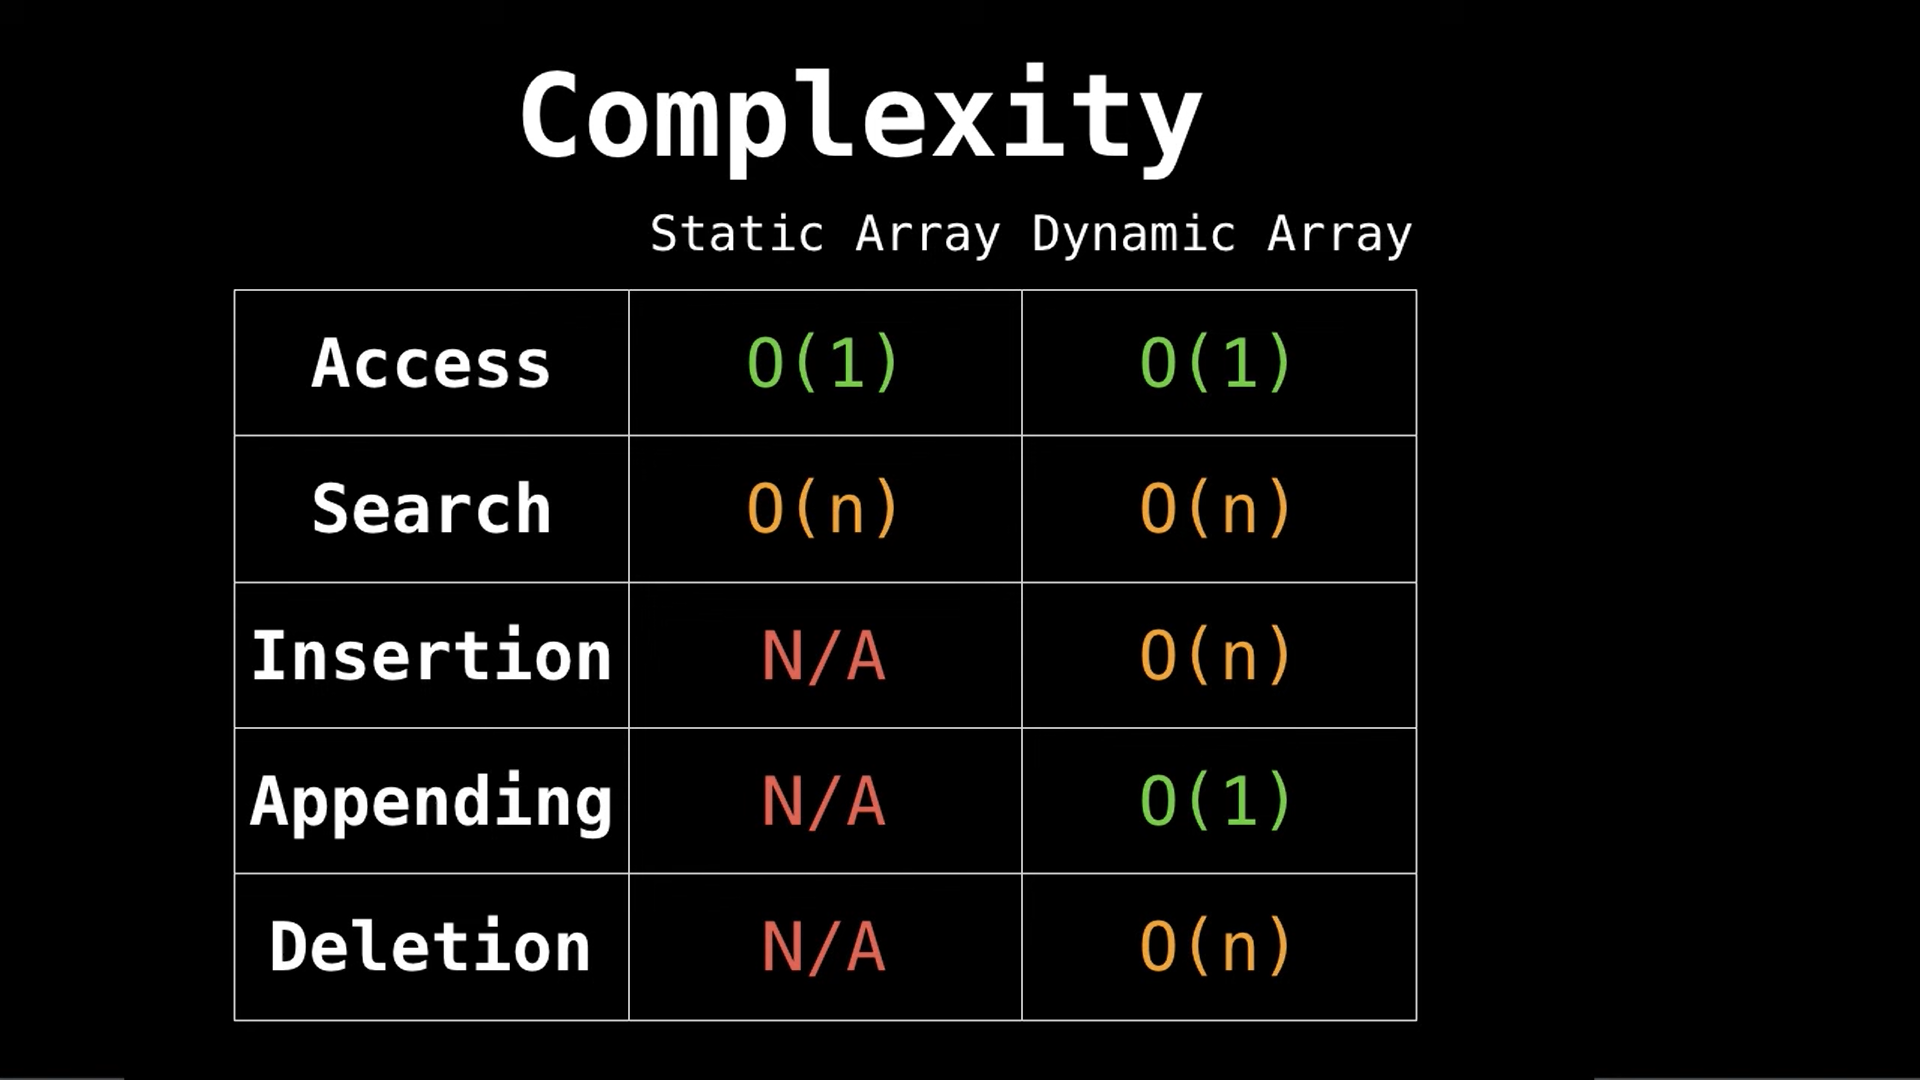 Complexity
Static Array Dynamic Array
Access O(1) O(1)
Search O(n) O(n)
Insertion N/A O(n)
Appending N/A O(1)
Deletion N/A O(n)